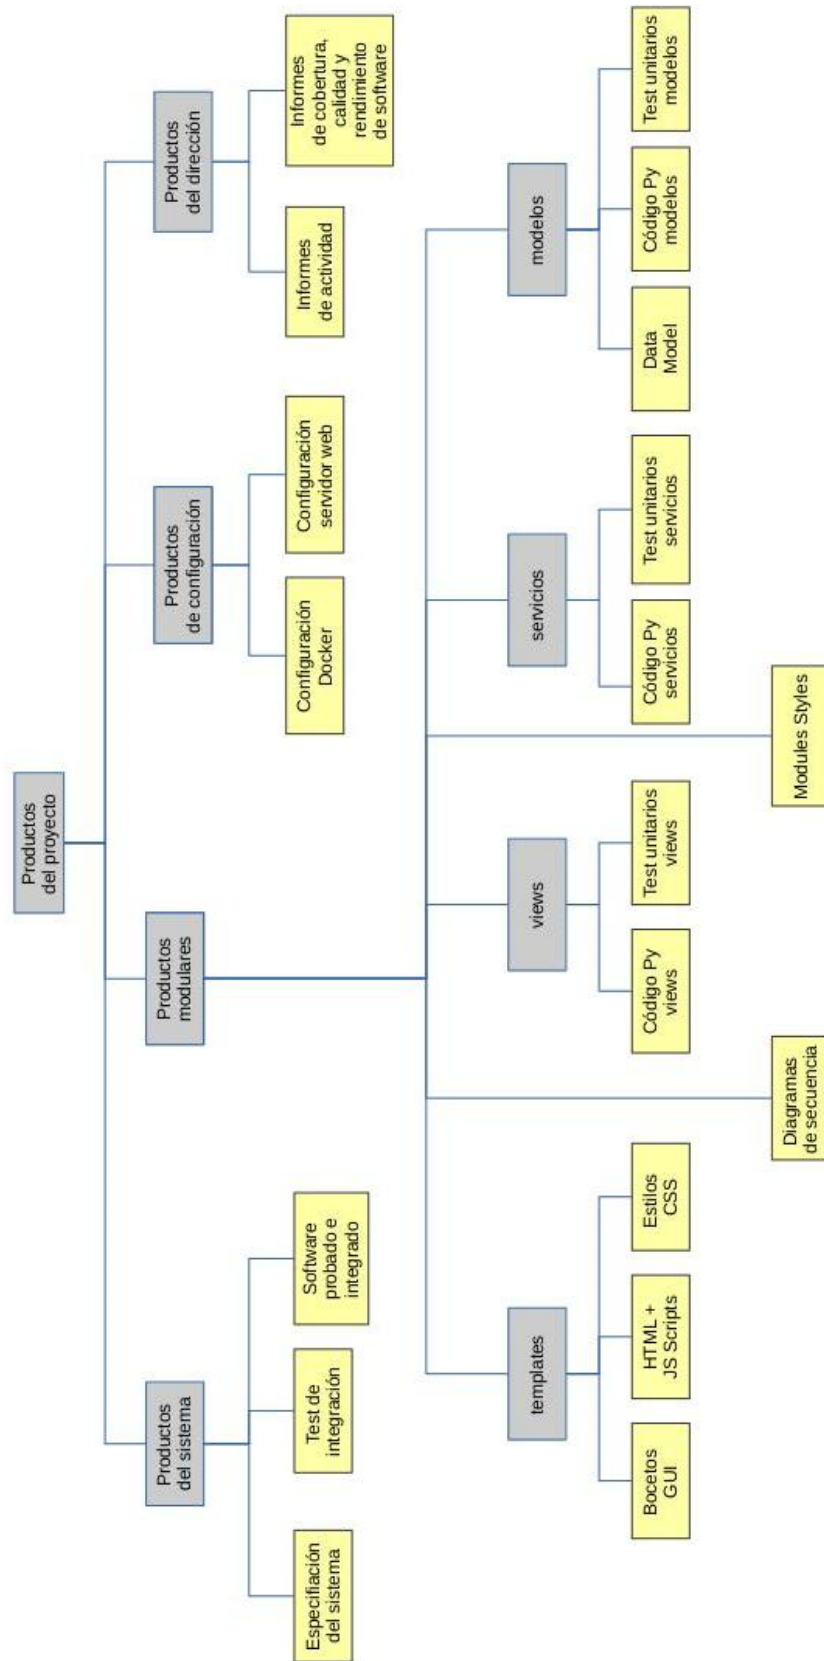 Productos
del proyecto
Productos
del sistema
Productos
modulares
Productos
de configuración
Productos
del dirección
Especifiación
del sistema
Test de
integración
Software
probado e
integrado
Configuración
Docker
Configuración
servidor web
Informes
de actividad
Informes
de cobertura,
calidad y
rendimiento
de software
templates
views
servicios
modelos
Bocetos
GUI
HTML +
JS Scripts
Estilos
CSS
Código Py
views
Test unitarios
views
Código Py
servicios
Test unitarios
servicios
Data
Model
Código Py
modelos
Test unitarios
modelos
Diagramas
de secuencia
Modules Styles